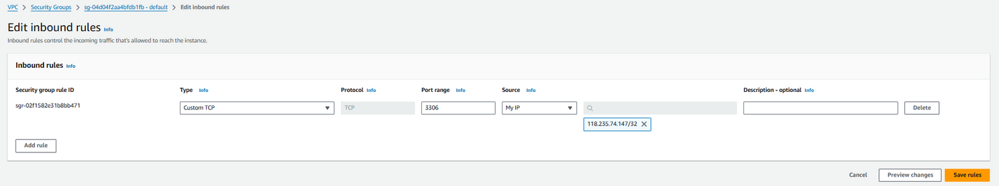 VPC > Security Groups > sg-04d04f2aa4bfdb1fb - default > Edit inbound rules
Edit inbound rules Info
Inbound rules control the incoming traffic that's allowed to reach the instance.
Inbound rules Info
Security group rule ID Type Info Protocol Info Port range Info Source Info Description - optional Info
sgr-02f1582e31b8bb471 Custom TCP TCP 3306 My IP Delete
118.235.74.147/32
Add rule
Cancel Preview changes Save rules